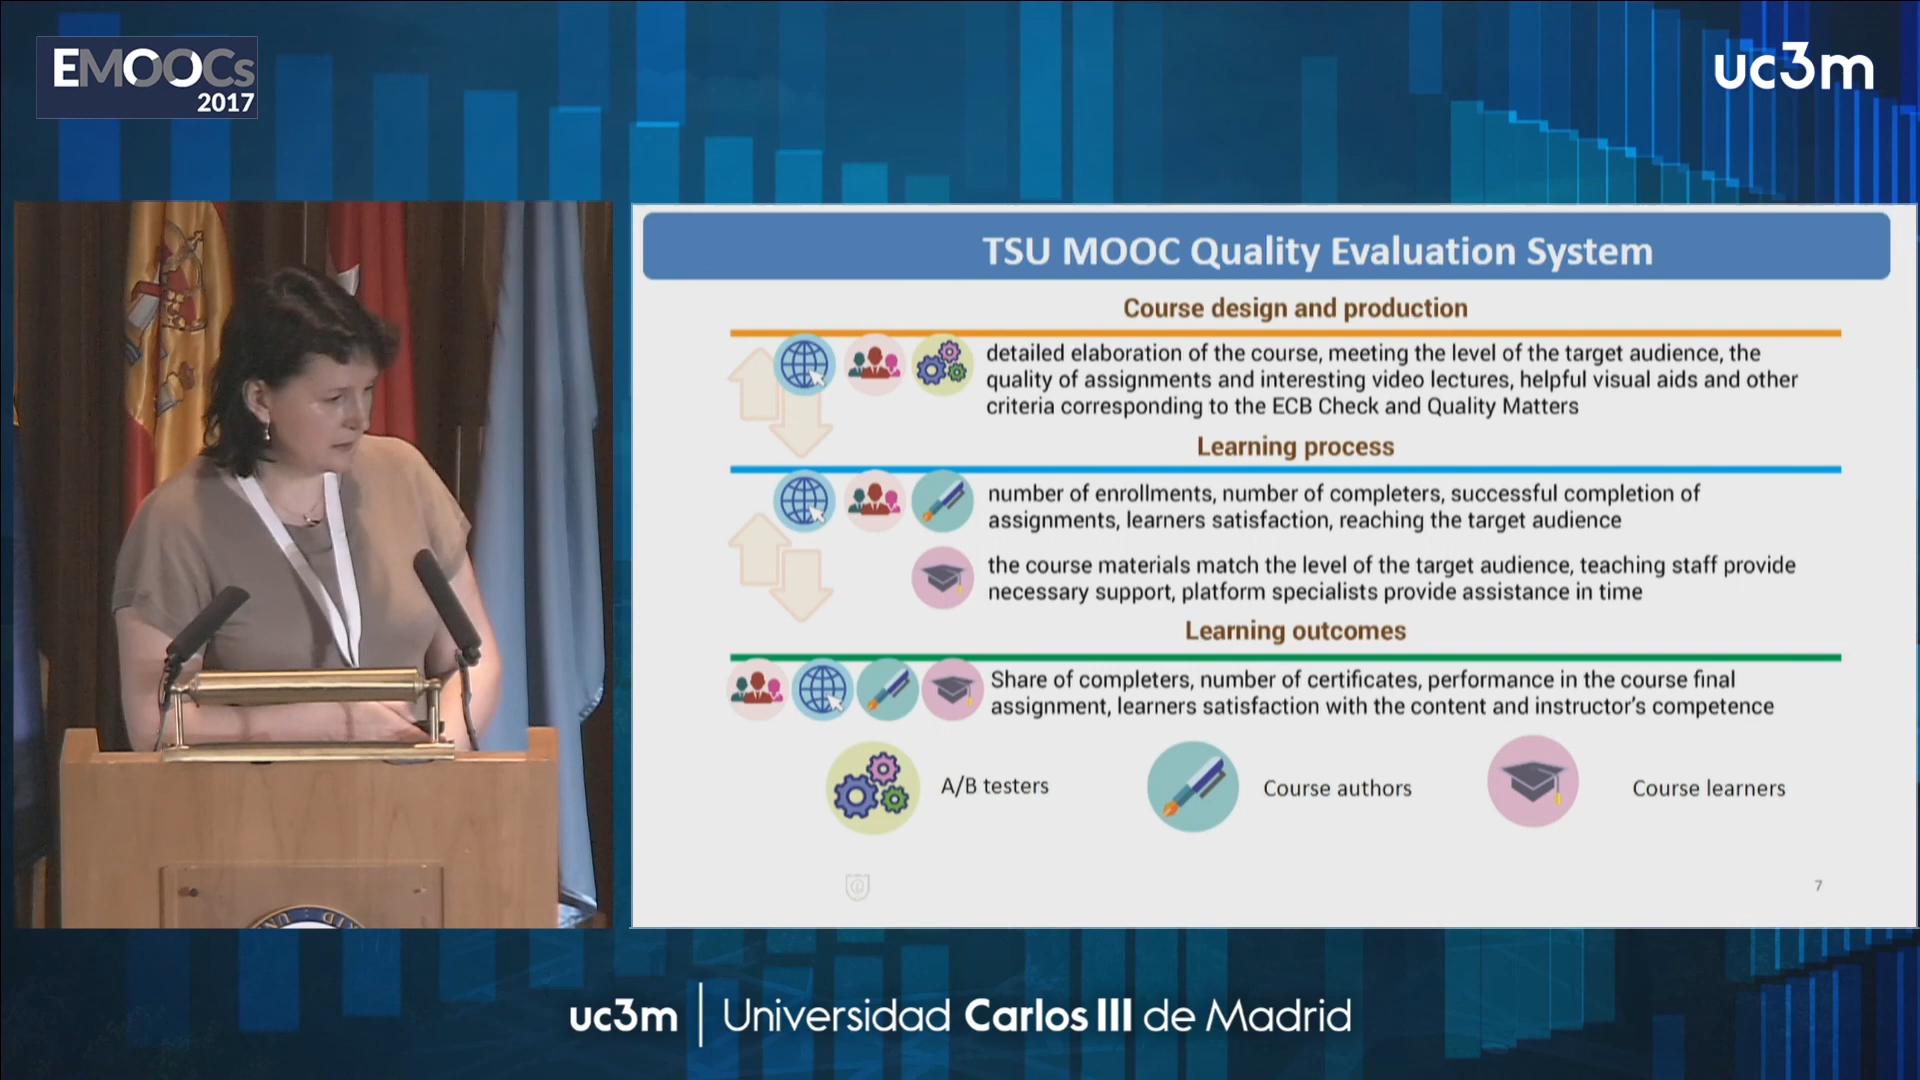 EMOOCs
2017
uc3m
TSU MOOC Quality Evaluation System
Course design and production
detailed elaboration of the course, meeting the level of the target audience, the
quality of assignments and interesting video lectures, helpful visual aids and other
criteria corresponding to the ECB Check and Quality Matters
Learning process
number of enrollments, number of completers, successful completion of
assignments, learners satisfaction, reaching the target audience
the course materials match the level of the target audience, teaching staff provide
necessary support, platform specialists provide assistance in time
Learning outcomes
Share of completers, number of certificates, performance in the course final
assignment, learners satisfaction with the content and instructor's competence
A/B testers
Course authors
Course learners
7
uc3m | Universidad Carlos III de Madrid